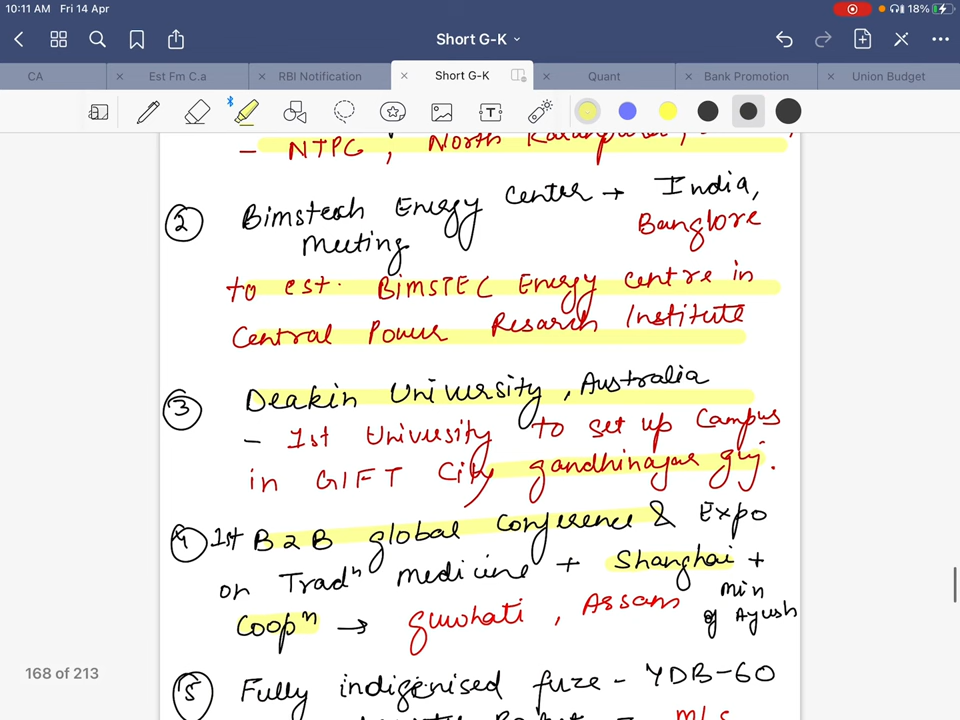 10:11 AM Fri 14 Apr
18%
Short G-K
CA
Est Fm C.a
RBI Notification
Short G-K
Quant
Bank Promotion
Union Budget
- NTPC, North
② Bimstech Energy Center → India,
Meeting Banglore
to est. BIMSTEC Energy centre in
Central Power Resarch Institute
③ Deakin University, Australia
- 1st University to set up Campus
in GIFT City gandhinagar guj.
④ 1st B2B global Conference & Expo
on Tradⁿ medicine + Shanghai +
Coopⁿ → guwhati, Assam min of Ayush
⑤ Fully indigenised fuze - YDB-60
Rocket - M/s
168 of 213